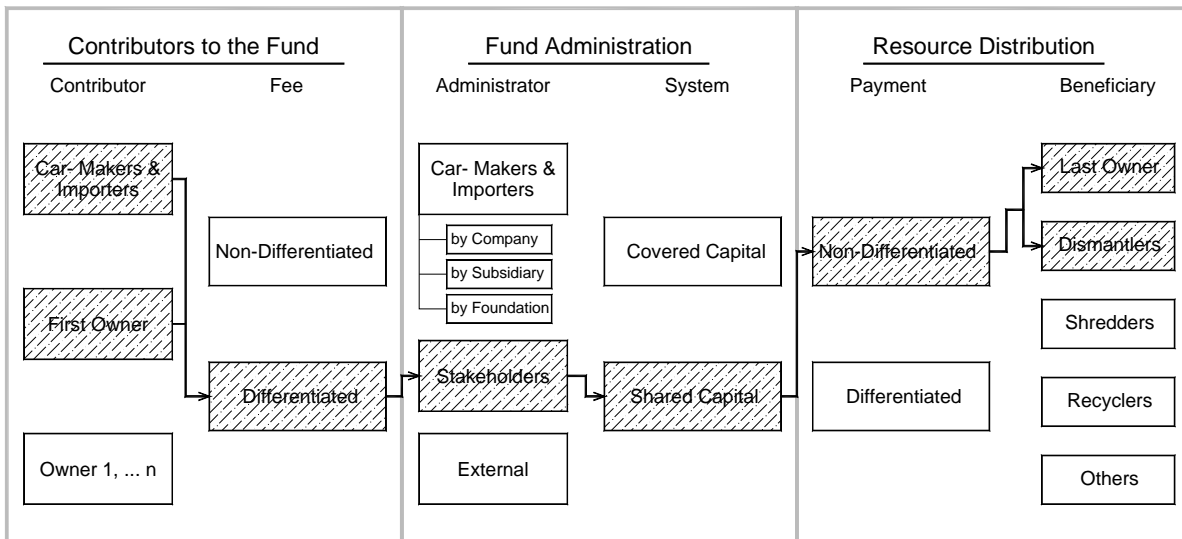 Contributors to the Fund
Fund Administration
Resource Distribution
Contributor
Fee
Administrator
System
Payment
Beneficiary
Car- Makers &
Importers
First Owner
Owner 1, ... n
Non-Differentiated
Differentiated
Car- Makers &
Importers
by Company
by Subsidiary
by Foundation
Stakeholders
External
Covered Capital
Shared Capital
Non-Differentiated
Differentiated
Last Owner
Dismantlers
Shredders
Recyclers
Others